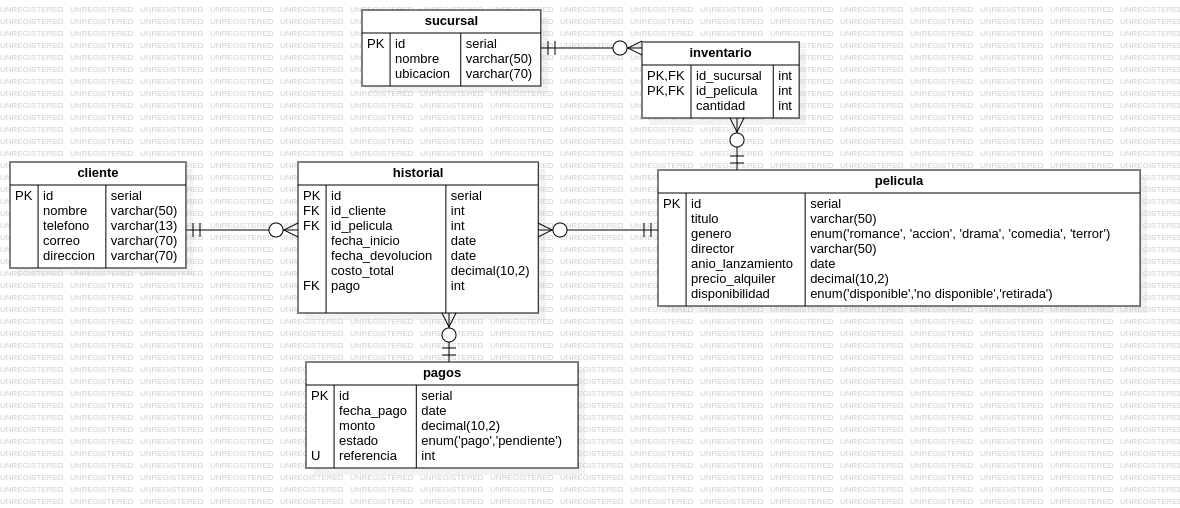 sucursal
PK id serial
nombre varchar(50)
ubicacion varchar(70)
inventario
PK,FK id_sucursal int
PK,FK id_pelicula int
cantidad int
cliente
PK id serial
nombre varchar(50)
telefono varchar(13)
correo varchar(70)
direccion varchar(70)
historial
PK id serial
FK id_cliente int
FK id_pelicula int
fecha_inicio date
fecha_devolucion date
costo_total decimal(10,2)
FK pago int
pelicula
PK id serial
titulo varchar(50)
genero enum('romance', 'accion', 'drama', 'comedia', 'terror')
director varchar(50)
anio_lanzamiento date
precio_alquiler decimal(10,2)
disponibilidad enum('disponible','no disponible','retirada')
pagos
PK id serial
fecha_pago date
monto decimal(10,2)
estado enum('pago','pendiente')
U referencia int
UNREGISTERED